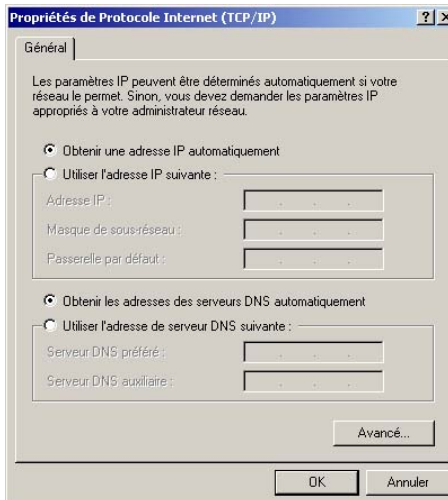 Propriétés de Protocole Internet (TCP/IP)
Général
Les paramètres IP peuvent être déterminés automatiquement si votre
réseau le permet. Sinon, vous devez demander les paramètres IP
appropriés à votre administrateur réseau.
Obtenir une adresse IP automatiquement
Utiliser l'adresse IP suivante :
Adresse IP :
Masque de sous-réseau :
Passerelle par défaut :
Obtenir les adresses des serveurs DNS automatiquement
Utiliser l'adresse de serveur DNS suivante :
Serveur DNS préféré :
Serveur DNS auxiliaire :
Avancé...
OK
Annuler